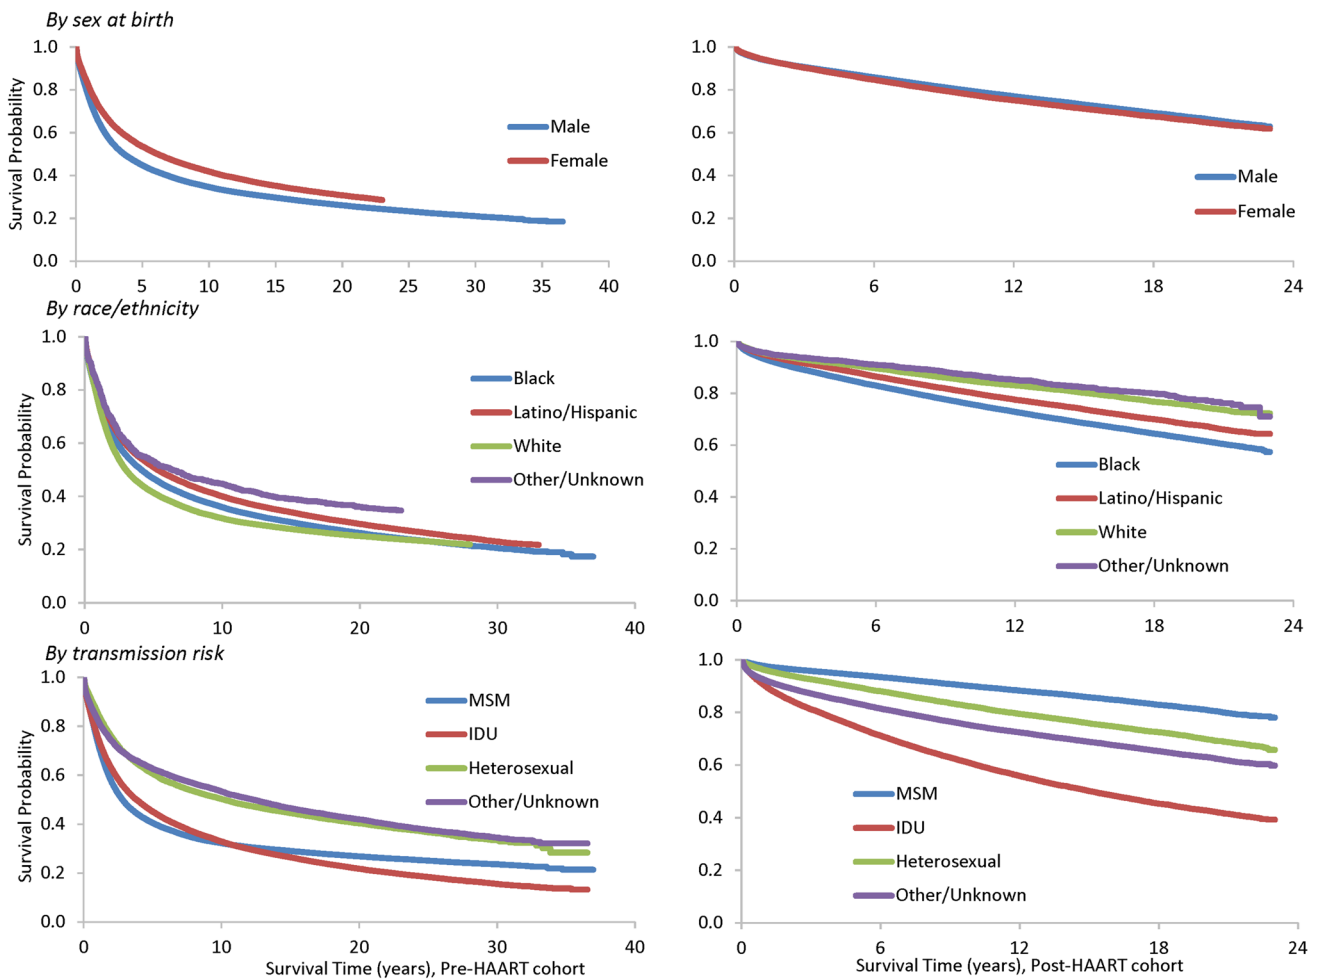 By sex at birth
Survival Probability
1.0
0.8
0.6
0.4
0.2
0.0
0 5 10 15 20 25 30 35 40
Male
Female
1.0
0.8
0.6
0.4
0.2
0.0
0 6 12 18 24
Male
Female
By race/ethnicity
Survival Probability
1.0
0.8
0.6
0.4
0.2
0.0
0 10 20 30 40
Black
Latino/Hispanic
White
Other/Unknown
1.0
0.8
0.6
0.4
0.2
0.0
0 6 12 18 24
Black
Latino/Hispanic
White
Other/Unknown
By transmission risk
Survival Probability
1.0
0.8
0.6
0.4
0.2
0.0
0 10 20 30 40
MSM
IDU
Heterosexual
Other/Unknown
Survival Time (years), Pre-HAART cohort
1.0
0.8
0.6
0.4
0.2
0.0
0 6 12 18 24
MSM
IDU
Heterosexual
Other/Unknown
Survival Time (years), Post-HAART cohort